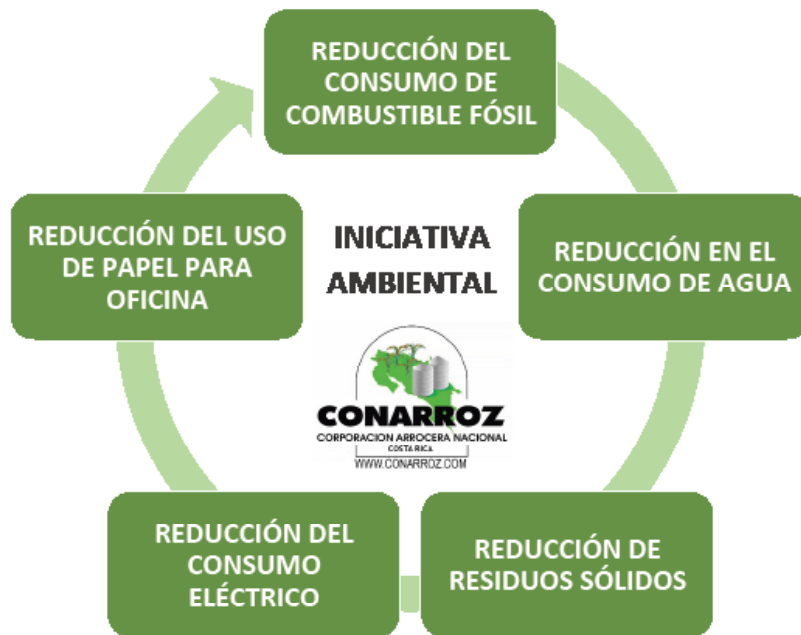 REDUCCIÓN DEL
CONSUMO DE
COMBUSTIBLE FÓSIL
REDUCCIÓN EN EL
CONSUMO DE AGUA
REDUCCIÓN DE
RESIDUOS SÓLIDOS
REDUCCIÓN DEL
CONSUMO
ELÉCTRICO
REDUCCIÓN DEL USO
DE PAPEL PARA
OFICINA
INICIATIVA
AMBIENTAL
CONARROZ
CORPORACION ARROCERA NACIONAL
COSTA RICA
WWW.CONARROZ.COM